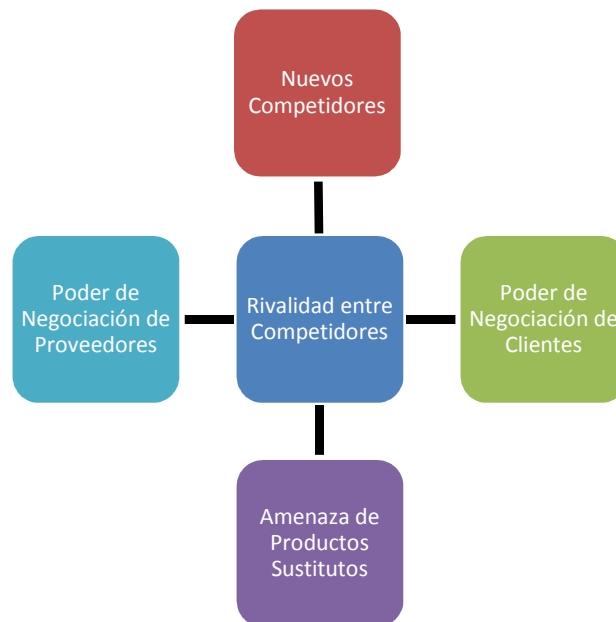 Nuevos
Competidores
Poder de
Negociación de
Proveedores
Rivalidad entre
Competidores
Poder de
Negociación de
Clientes
Amenaza de
Productos
Sustitutos